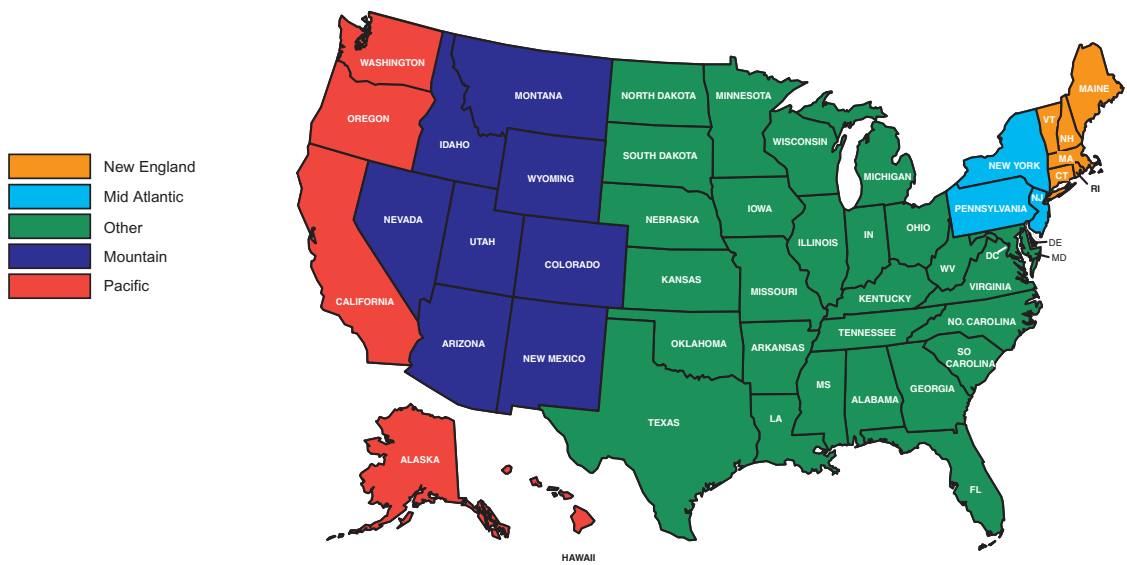 New England
Mid Atlantic
Other
Mountain
Pacific
WASHINGTON
OREGON
CALIFORNIA
IDAHO
NEVADA
MONTANA
WYOMING
UTAH
COLORADO
ARIZONA
NEW MEXICO
NORTH DAKOTA
SOUTH DAKOTA
NEBRASKA
KANSAS
OKLAHOMA
TEXAS
MINNESOTA
IOWA
MISSOURI
ARKANSAS
LA
WISCONSIN
ILLINOIS
MICHIGAN
IN
OHIO
KENTUCKY
TENNESSEE
MS
ALABAMA
GEORGIA
FL
SO
CAROLINA
NO. CAROLINA
VIRGINIA
WV
DC
DE
MD
PENNSYLVANIA
NJ
NEW YORK
VT
NH
MAINE
MA
CT
RI
ALASKA
HAWAII